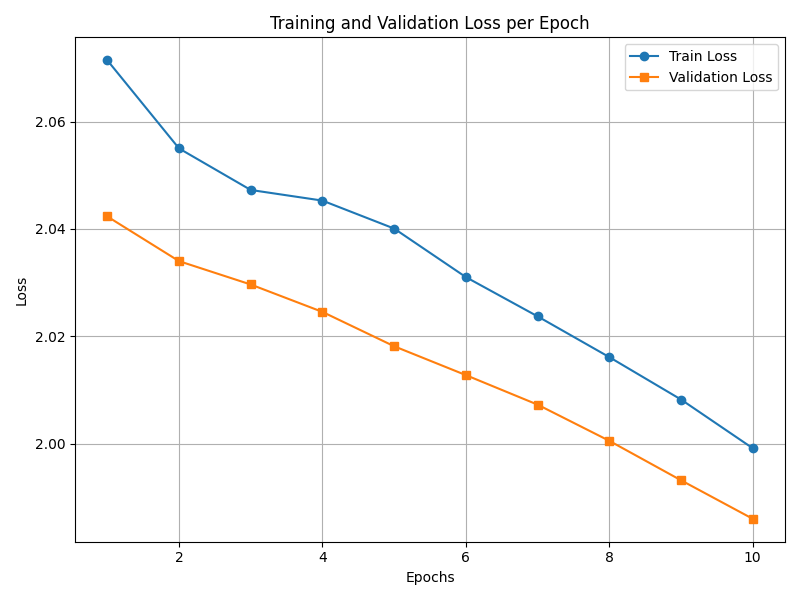 Training and Validation Loss per Epoch
Train Loss
Validation Loss
2.06
2.04
2.02
2.00
Loss
2 4 6 8 10
Epochs